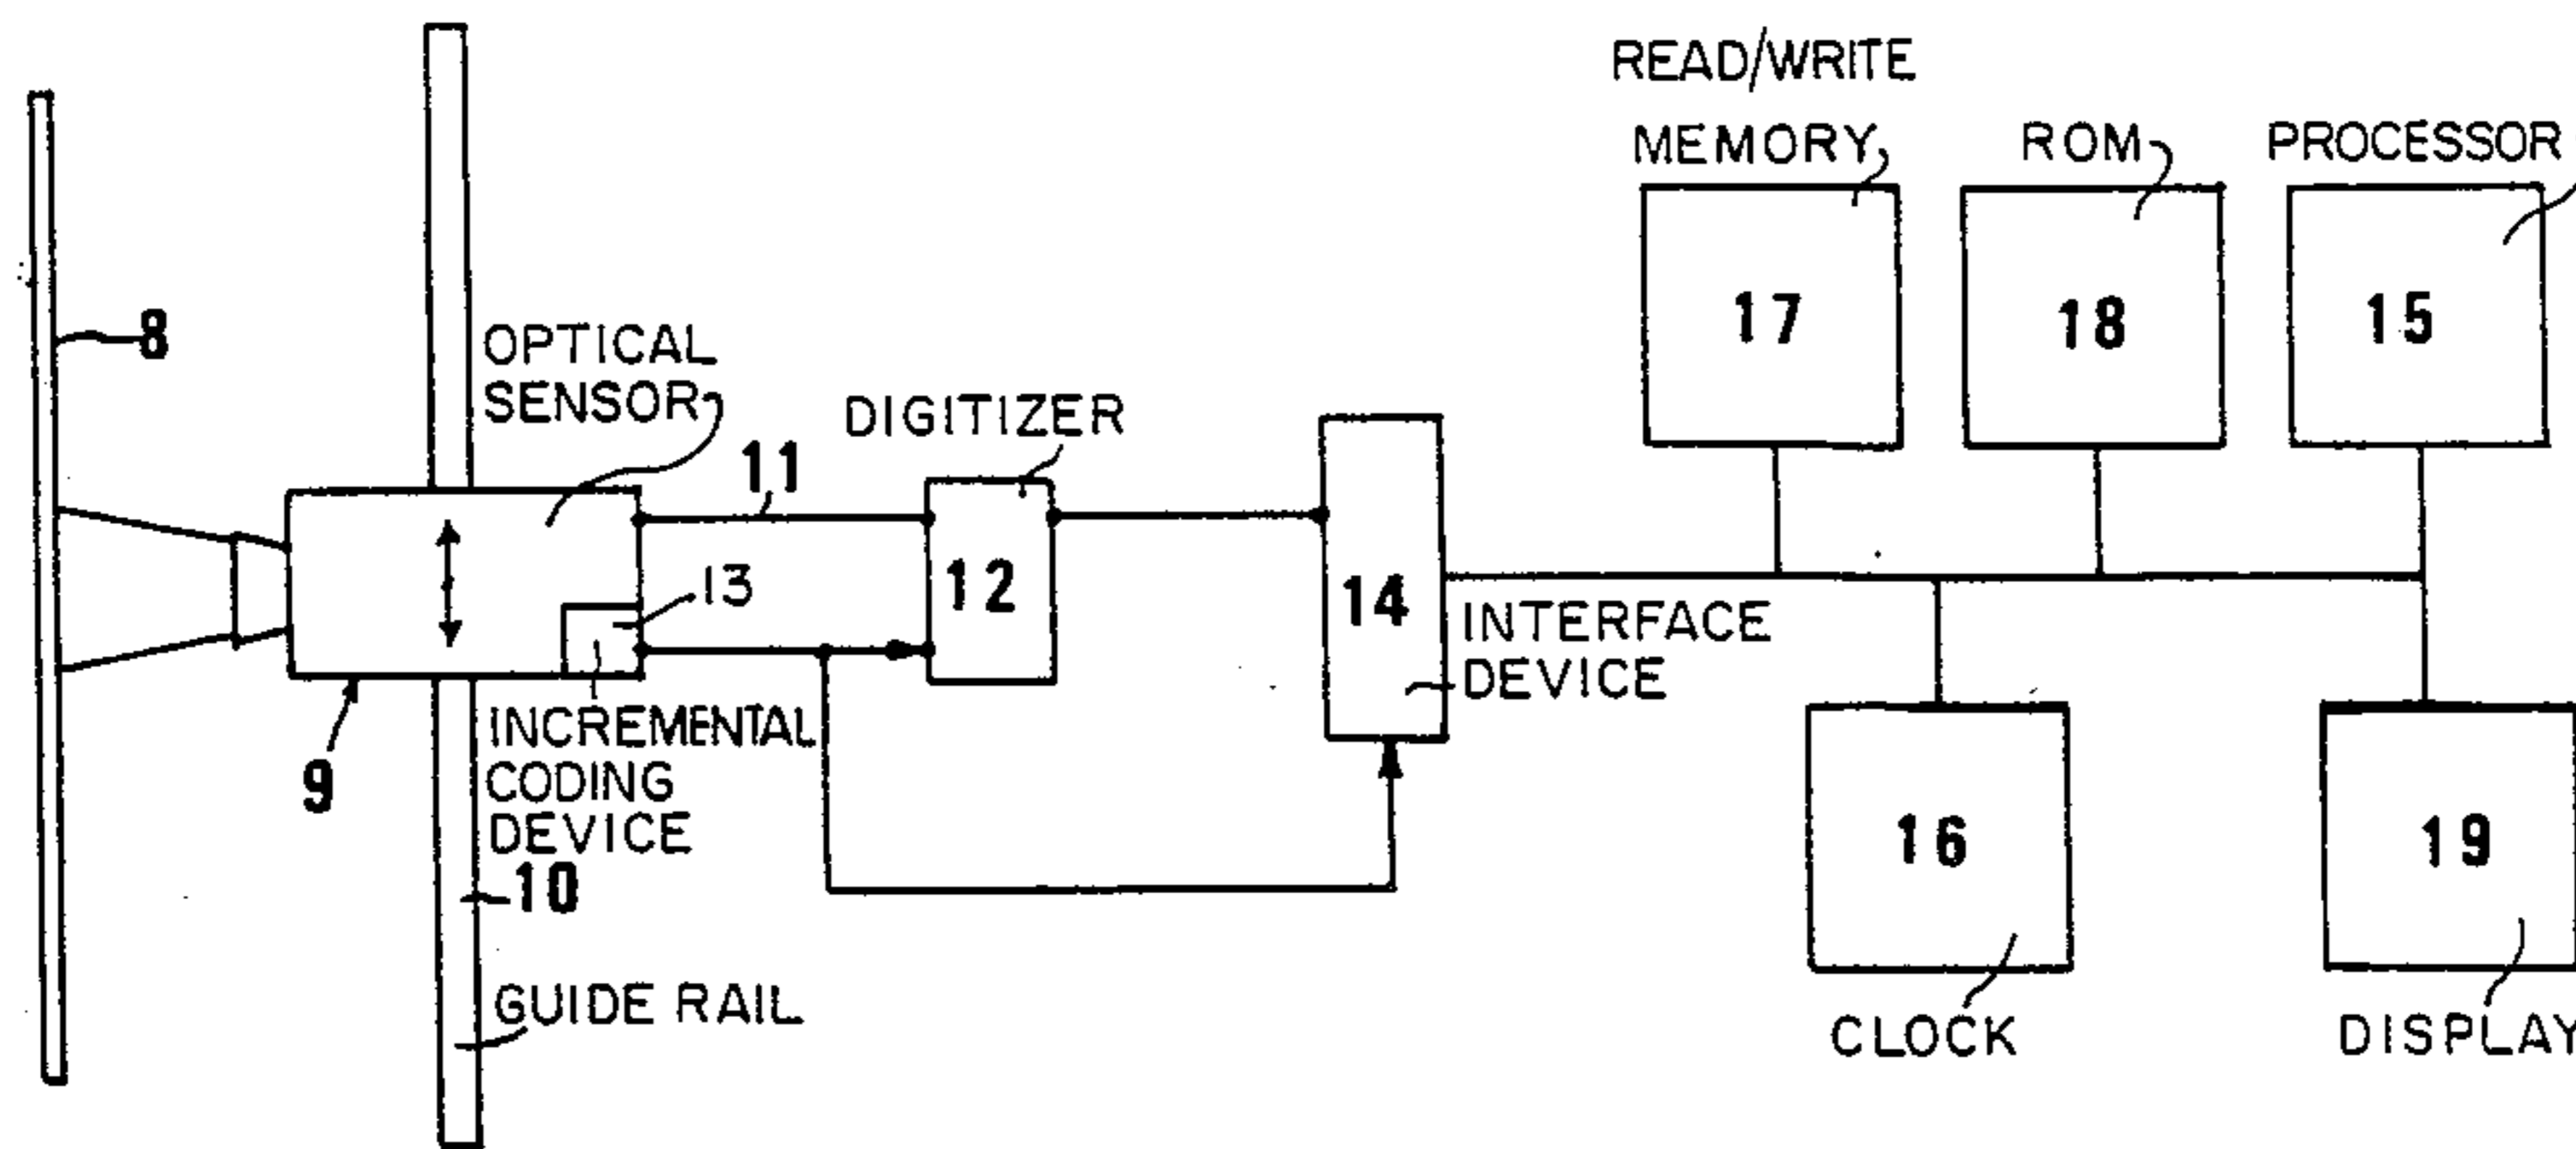 READ/WRITE
MEMORY
ROM
PROCESSOR
17
18
15
8
OPTICAL
SENSOR
DIGITIZER
11
12
13
14
INTERFACE
DEVICE
9
INCREMENTAL
CODING
DEVICE
10
GUIDE RAIL
16
19
CLOCK
DISPLAY